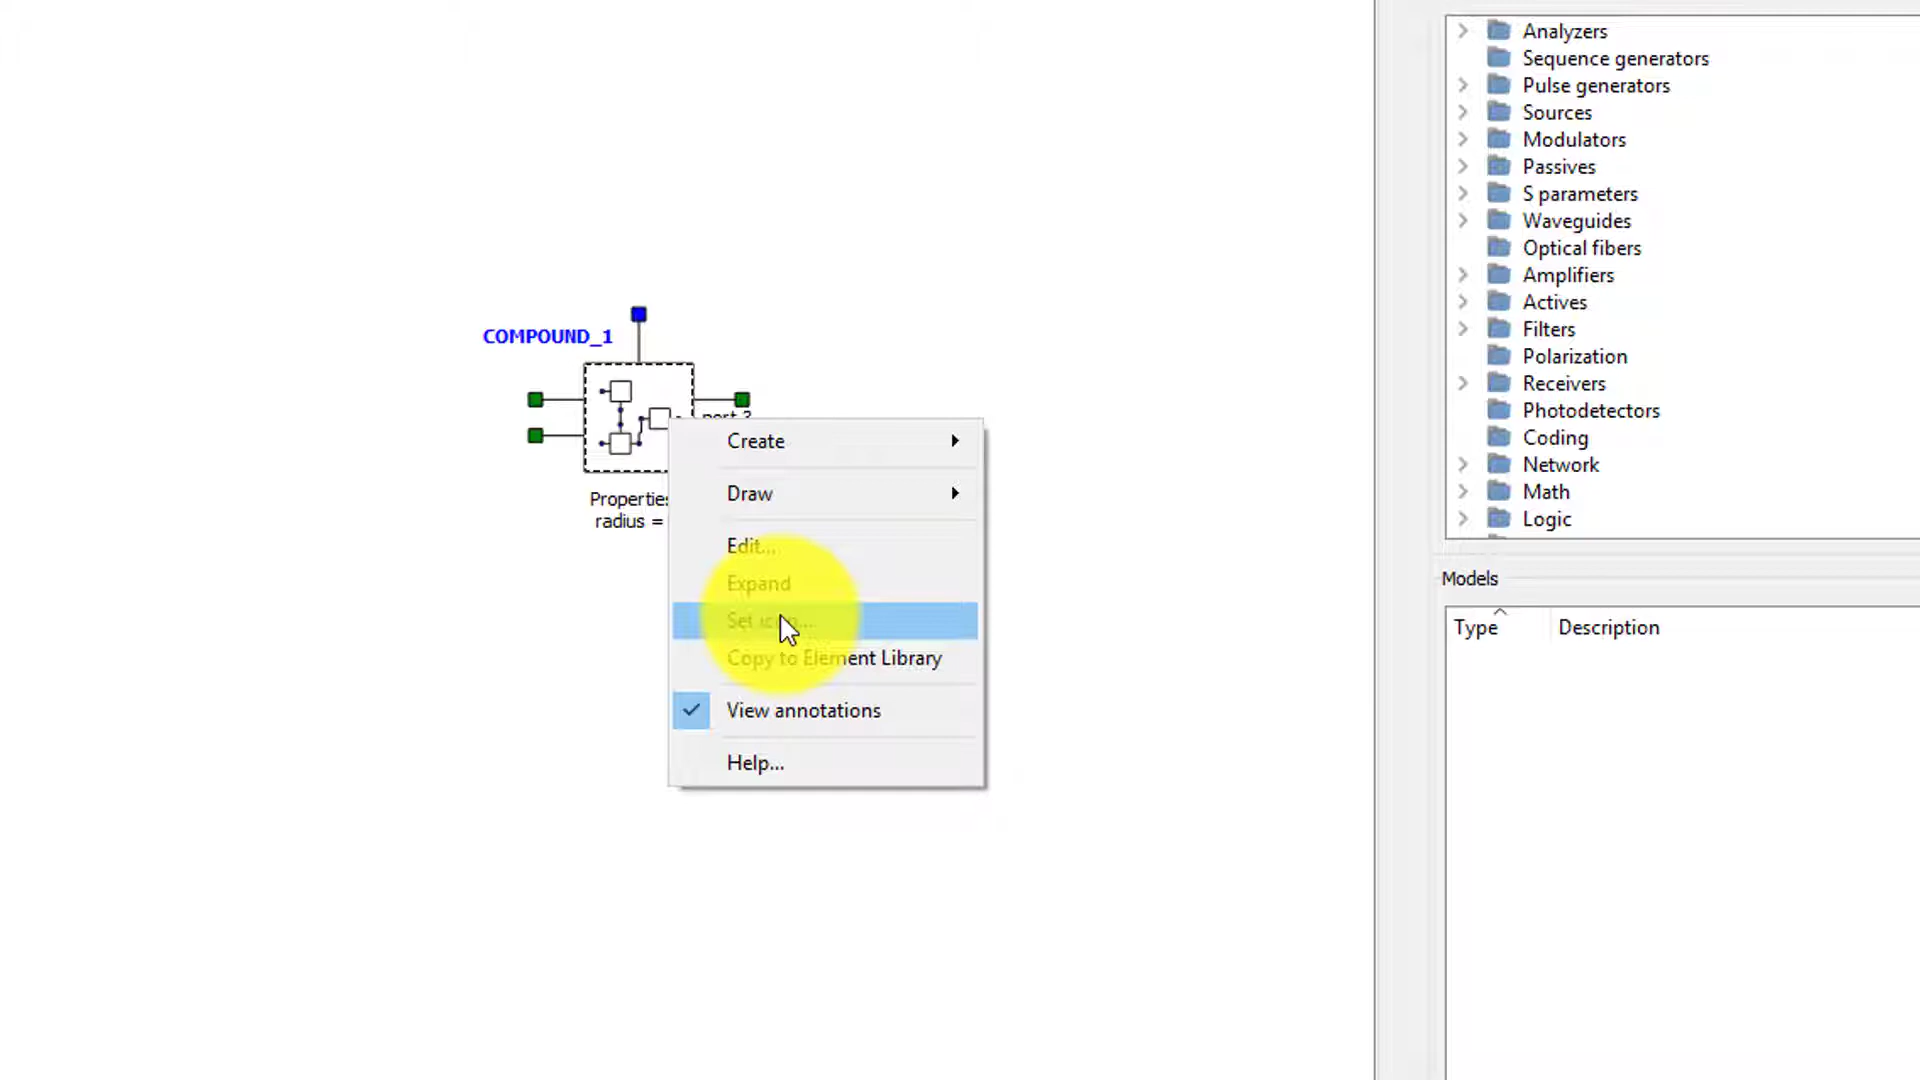 COMPOUND_1
Properties
radius =
Create
Draw
Edit...
Expand
Set icon...
Copy to Element Library
View annotations
Help...
Analyzers
Sequence generators
Pulse generators
Sources
Modulators
Passives
S parameters
Waveguides
Optical fibers
Amplifiers
Actives
Filters
Polarization
Receivers
Photodetectors
Coding
Network
Math
Logic
Models
Type Description